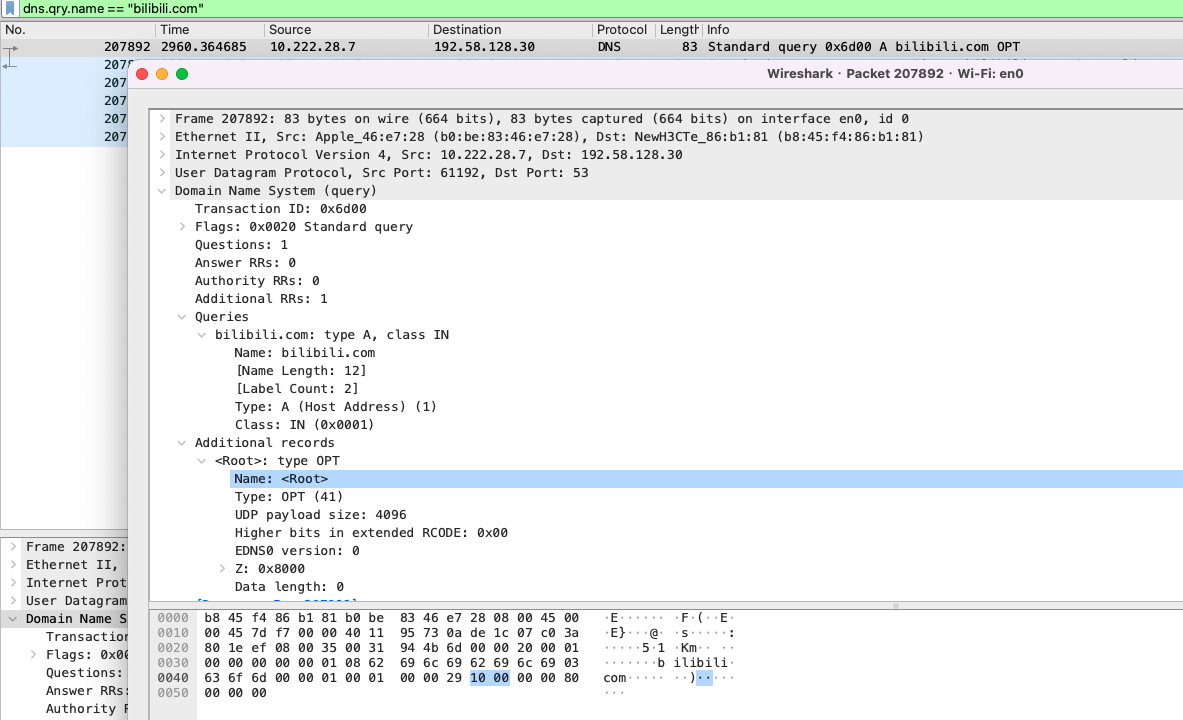 dns.qry.name == "bilibili.com"
No. Time Source Destination Protocol Length Info
207892 2960.364685 10.222.28.7 192.58.128.30 DNS 83 Standard query 0x6d00 A bilibili.com OPT
207
207
207
207
207
Wireshark · Packet 207892 · Wi-Fi: en0
Frame 207892: 83 bytes on wire (664 bits), 83 bytes captured (664 bits) on interface en0, id 0
Ethernet II, Src: Apple_46:e7:28 (b0:be:83:46:e7:28), Dst: NewH3CTe_86:b1:81 (b8:45:f4:86:b1:81)
Internet Protocol Version 4, Src: 10.222.28.7, Dst: 192.58.128.30
User Datagram Protocol, Src Port: 61192, Dst Port: 53
Domain Name System (query)
Transaction ID: 0x6d00
Flags: 0x0020 Standard query
Questions: 1
Answer RRs: 0
Authority RRs: 0
Additional RRs: 1
Queries
bilibili.com: type A, class IN
Name: bilibili.com
[Name Length: 12]
[Label Count: 2]
Type: A (Host Address) (1)
Class: IN (0x0001)
Additional records
<Root>: type OPT
Name: <Root>
Type: OPT (41)
UDP payload size: 4096
Higher bits in extended RCODE: 0x00
EDNS0 version: 0
Z: 0x8000
Data length: 0
0000 b8 45 f4 86 b1 81 b0 be 83 46 e7 28 08 00 45 00 ·E······ ·F·(··E·
0010 00 45 7d f7 00 00 40 11 95 73 0a de 1c 07 c0 3a ·E}···@· ·s·····:
0020 80 1e ef 08 00 35 00 31 94 4b 6d 00 00 20 00 01 ·····5·1 ·Km·· ··
0030 00 00 00 00 00 01 08 62 69 6c 69 62 69 6c 69 03 ·······b ilibili·
0040 63 6f 6d 00 00 01 00 01 00 00 29 10 00 00 00 80 com····· ··)·····
0050 00 00 00 ···
Frame 207892:
Ethernet II,
Internet Prot
User Datagram
Domain Name S
Transaction
Flags: 0x00
Questions:
Answer RRs:
Authority R